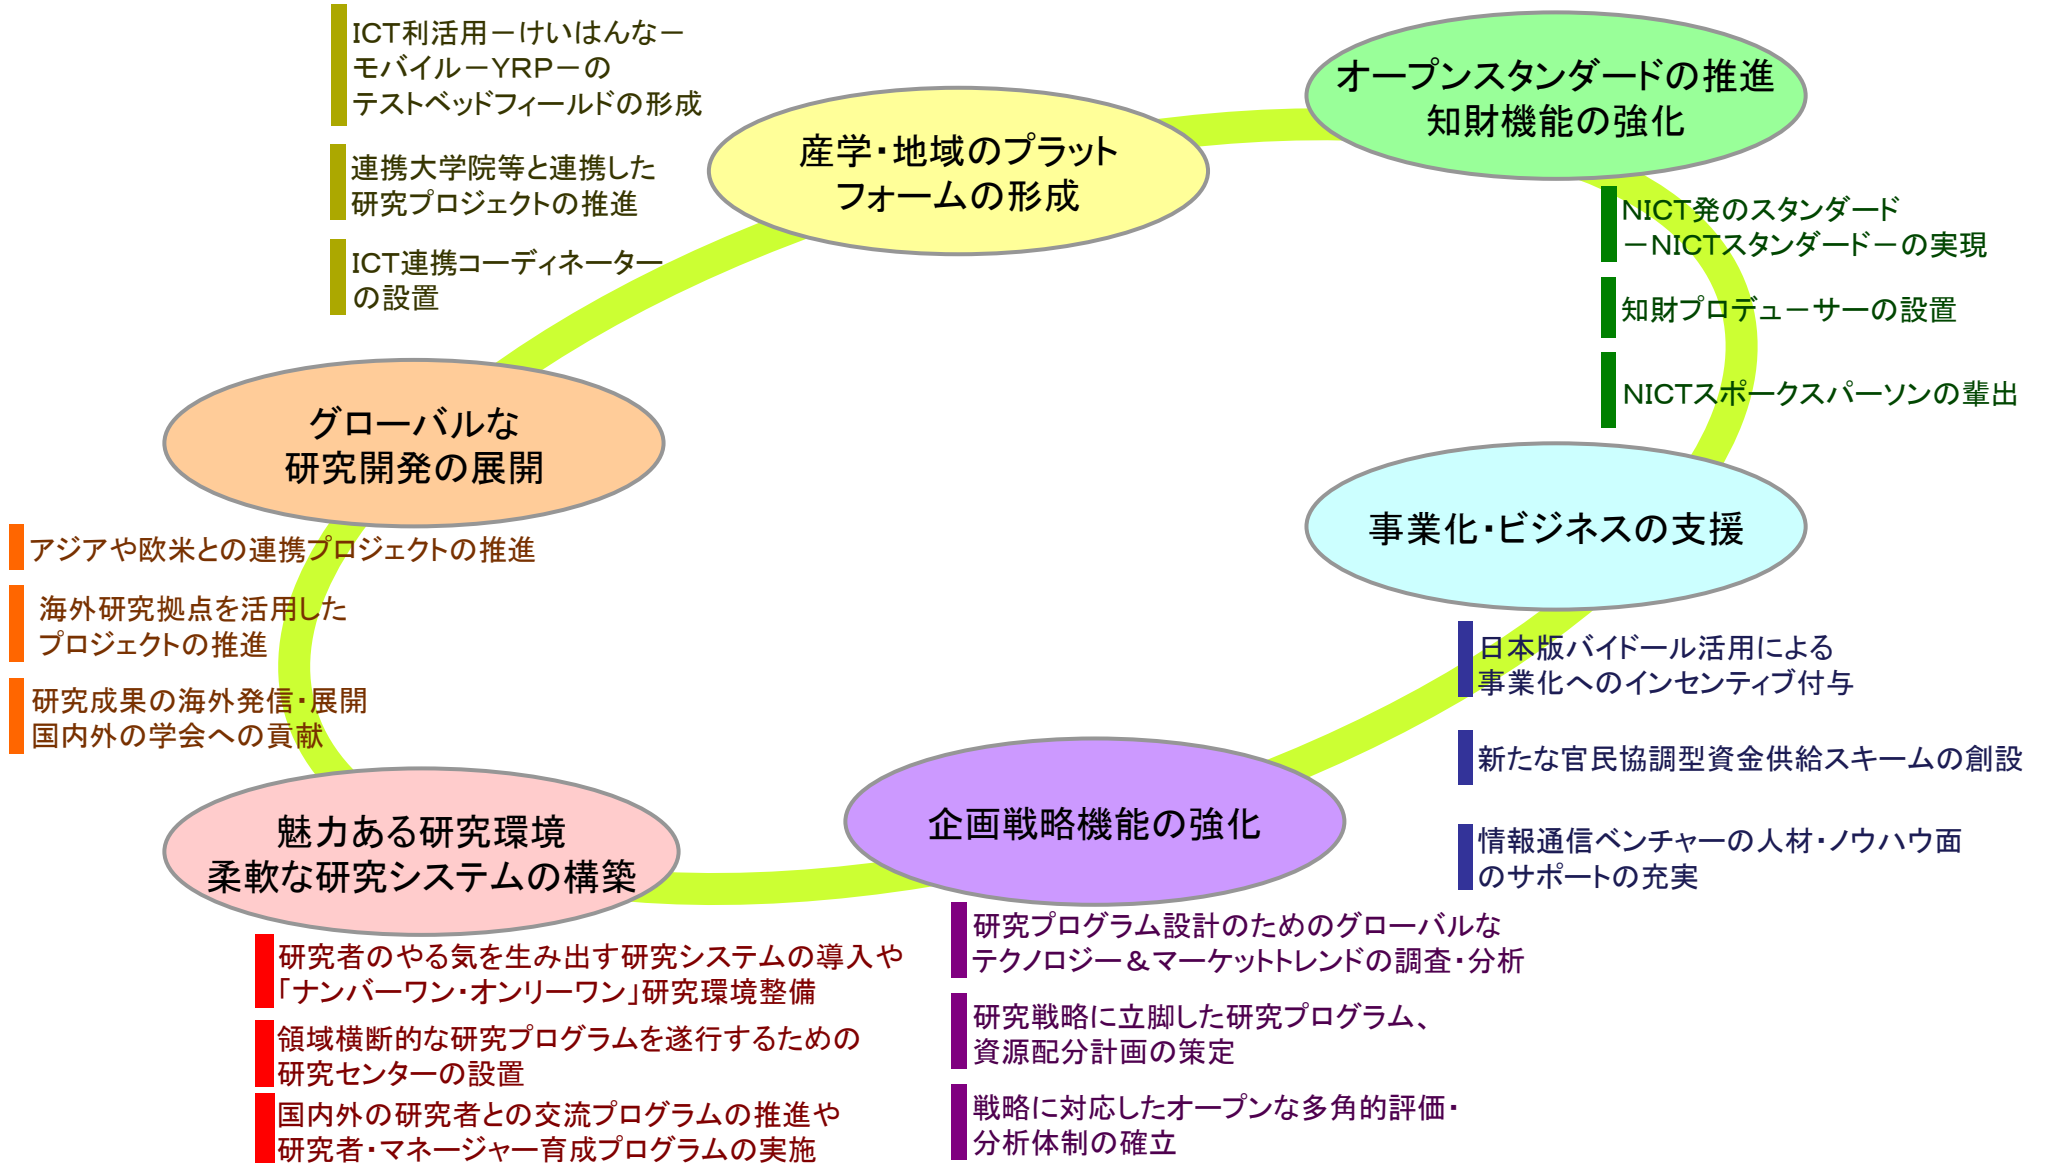 ICT利活用－けいはんな－
モバイル－YRP－の
テストベッドフィールドの形成
連携大学院等と連携した
研究プロジェクトの推進
ICT連携コーディネーター
の設置
産学・地域のプラット
フォームの形成
オープンスタンダードの推進
知財機能の強化
NICT発のスタンダード
－NICTスタンダード－の実現
知財プロデューサーの設置
NICTスポークスパーソンの輩出
グローバルな
研究開発の展開
アジアや欧米との連携プロジェクトの推進
海外研究拠点を活用した
プロジェクトの推進
研究成果の海外発信・展開
国内外の学会への貢献
事業化・ビジネスの支援
日本版バイドール活用による
事業化へのインセンティブ付与
新たな官民協調型資金供給スキームの創設
情報通信ベンチャーの人材・ノウハウ面
のサポートの充実
魅力ある研究環境
柔軟な研究システムの構築
研究者のやる気を生み出す研究システムの導入や
「ナンバーワン・オンリーワン」研究環境整備
領域横断的な研究プログラムを遂行するための
研究センターの設置
国内外の研究者との交流プログラムの推進や
研究者・マネージャー育成プログラムの実施
企画戦略機能の強化
研究プログラム設計のためのグローバルな
テクノロジー＆マーケットトレンドの調査・分析
研究戦略に立脚した研究プログラム、
資源配分計画の策定
戦略に対応したオープンな多角的評価・
分析体制の確立